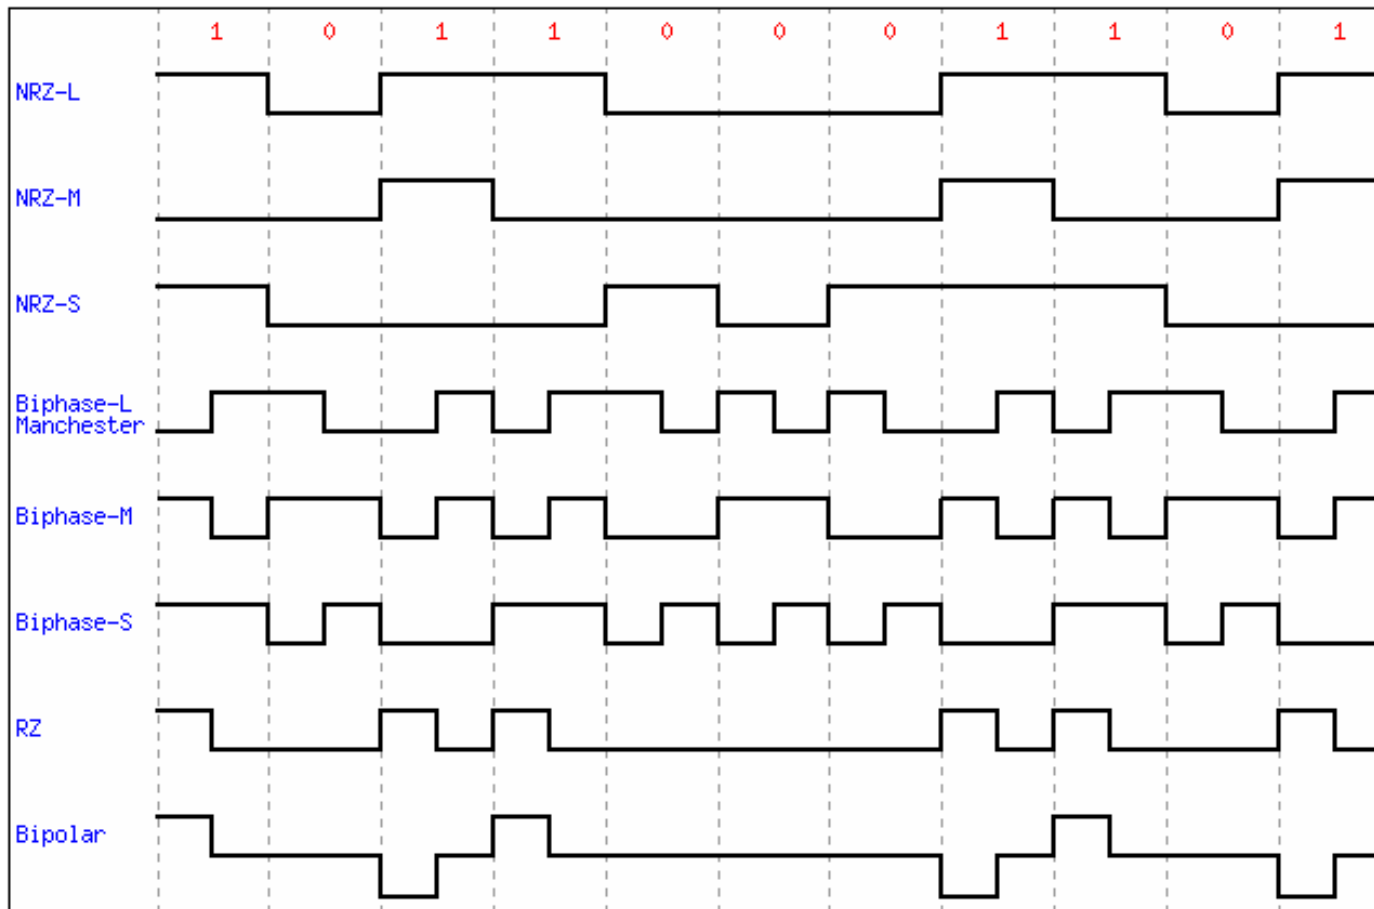 1 0 1 1 0 0 0 1 1 0 1
NRZ-L
NRZ-M
NRZ-S
Biphase-L
Manchester
Biphase-M
Biphase-S
RZ
Bipolar